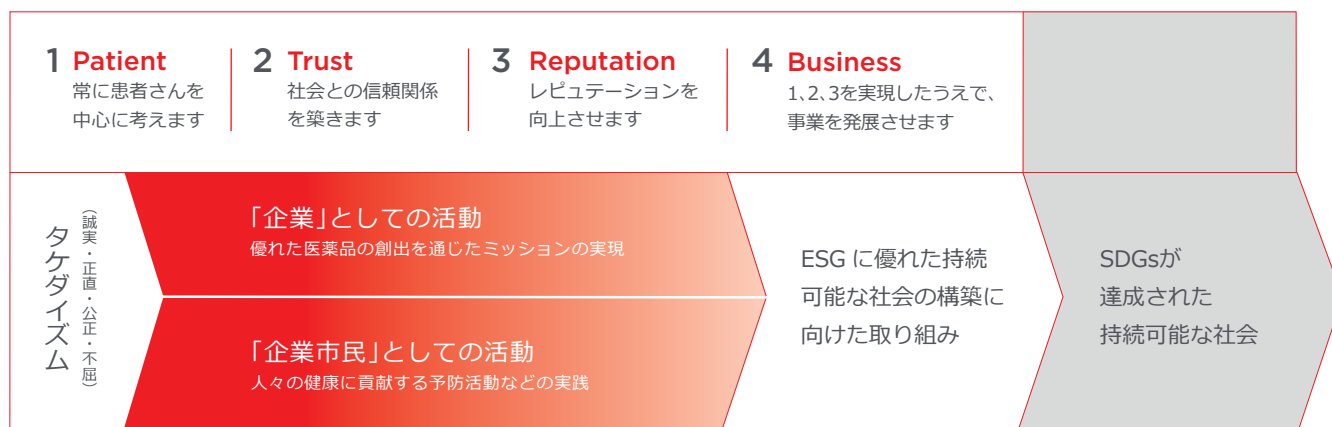 1 Patient
常に患者さんを
中心に考えます
2 Trust
社会との信頼関係
を築きます
3 Reputation
レピュテーションを
向上させます
4 Business
1、2、3を実現したうえで、
事業を発展させます
タケダイズム
（誠実・正直・公正・不屈）
「企業」としての活動
優れた医薬品の創出を通じたミッションの実現
「企業市民」としての活動
人々の健康に貢献する予防活動などの実践
ESG に優れた持続
可能な社会の構築に
向けた取り組み
SDGsが
達成された
持続可能な社会